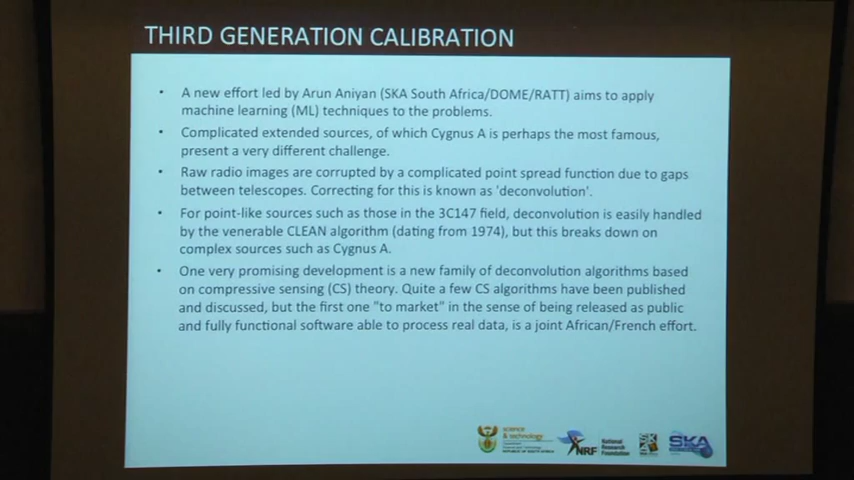 THIRD GENERATION CALIBRATION
• A new effort led by Arun Aniyan (SKA South Africa/DOME/RATT) aims to apply
machine learning (ML) techniques to the problems.
• Complicated extended sources, of which Cygnus A is perhaps the most famous,
present a very different challenge.
• Raw radio images are corrupted by a complicated point spread function due to gaps
between telescopes. Correcting for this is known as 'deconvolution'.
• For point-like sources such as those in the 3C147 field, deconvolution is easily handled
by the venerable CLEAN algorithm (dating from 1974), but this breaks down on
complex sources such as Cygnus A.
• One very promising development is a new family of deconvolution algorithms based
on compressive sensing (CS) theory. Quite a few CS algorithms have been published
and discussed, but the first one "to market" in the sense of being released as public
and fully functional software able to process real data, is a joint African/French effort.
science
& technology
REPUBLIC OF SOUTH AFRICA
NRF
National
Research
Foundation
SKA